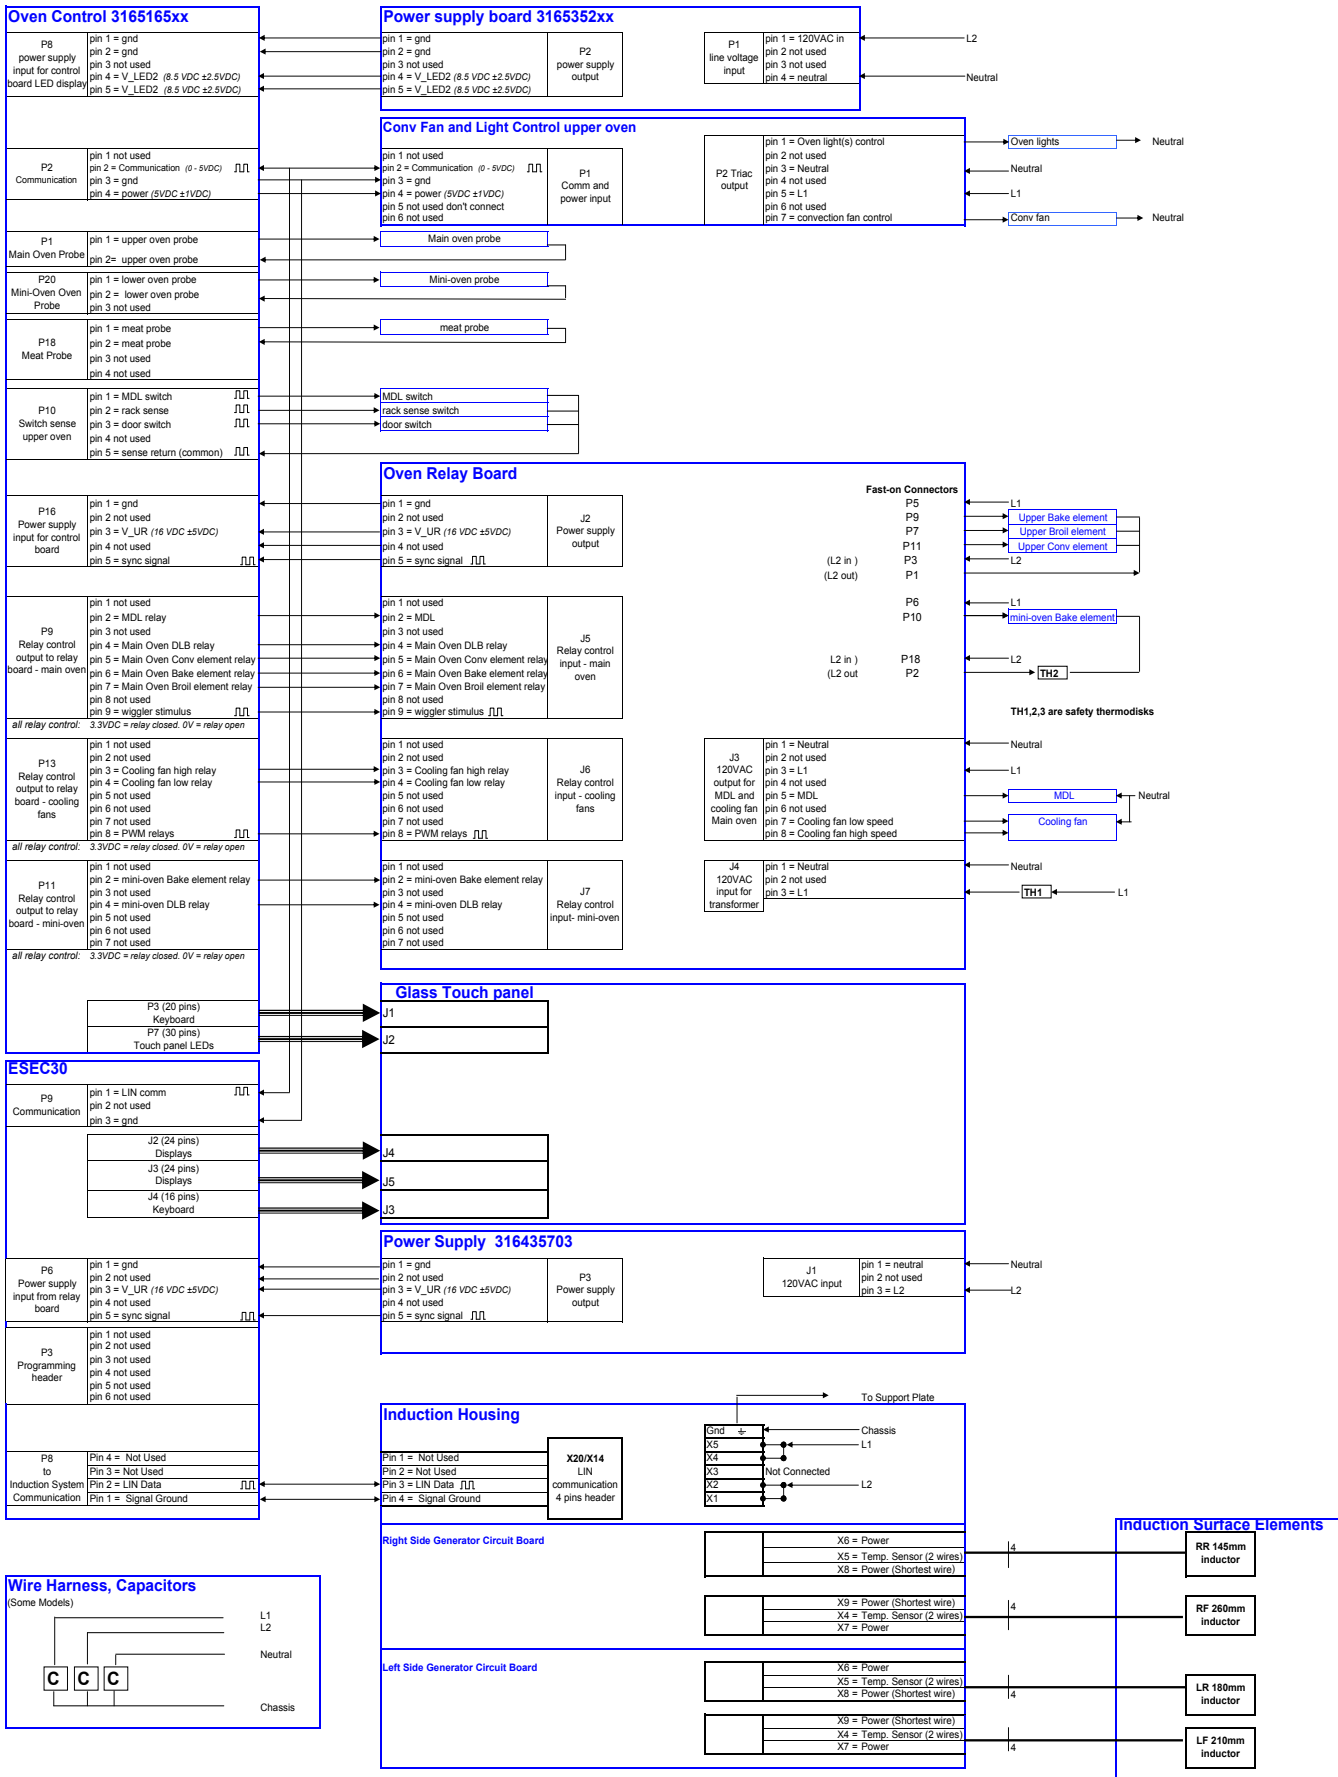 Oven Control 3165165xx
P8
power supply
input for control
board LED display
pin 1 = gnd
pin 2 = gnd
pin 3 not used
pin 4 = V_LED2 (8.5 VDC ±2.5VDC)
pin 5 = V_LED2 (8.5 VDC ±2.5VDC)
Power supply board 3165352xx
pin 1 = gnd
pin 2 = gnd
pin 3 not used
pin 4 = V_LED2 (8.5 VDC ±2.5VDC)
pin 5 = V_LED2 (8.5 VDC ±2.5VDC)
P2
power supply
output
P1
line voltage
input
pin 1 = 120VAC in
pin 2 not used
pin 3 not used
pin 4 = neutral
L2
Neutral
P2
Communication
pin 1 not used
pin 2 = Communication (0 - 5VDC)
pin 3 = gnd
pin 4 = power (5VDC ±1VDC)
Conv Fan and Light Control upper oven
pin 1 not used
pin 2 = Communication (0 - 5VDC)
pin 3 = gnd
pin 4 = power (5VDC ±1VDC)
pin 5 not used don't connect
pin 6 not used
P1
Comm and
power input
P2 Triac
output
pin 1 = Oven light(s) control
pin 2 not used
pin 3 = Neutral
pin 4 not used
pin 5 = L1
pin 6 not used
pin 7 = convection fan control
Oven lights
Neutral
Neutral
L1
Conv fan
Neutral
P1
Main Oven Probe
pin 1 = upper oven probe
pin 2= upper oven probe
Main oven probe
P20
Mini-Oven Oven
Probe
pin 1 = lower oven probe
pin 2 = lower oven probe
pin 3 not used
Mini-oven probe
P18
Meat Probe
pin 1 = meat probe
pin 2 = meat probe
pin 3 not used
pin 4 not used
meat probe
P10
Switch sense
upper oven
pin 1 = MDL switch
pin 2 = rack sense
pin 3 = door switch
pin 4 not used
pin 5 = sense return (common)
MDL switch
rack sense switch
door switch
Oven Relay Board
P16
Power supply
input for control
board
pin 1 = gnd
pin 2 not used
pin 3 = V_UR (16 VDC ±5VDC)
pin 4 not used
pin 5 = sync signal
pin 1 = gnd
pin 2 not used
pin 3 = V_UR (16 VDC ±5VDC)
pin 4 not used
pin 5 = sync signal
J2
Power supply
output
Fast-on Connectors
P5
P9
P7
P11
(L2 in ) P3
(L2 out) P1
L1
Upper Bake element
Upper Broil element
Upper Conv element
L2
P6
P10
L2 in ) P18
(L2 out P2
L1
mini-oven Bake element
L2
TH2
TH1,2,3 are safety thermodisks
P9
Relay control
output to relay
board - main oven
pin 1 not used
pin 2 = MDL relay
pin 3 not used
pin 4 = Main Oven DLB relay
pin 5 = Main Oven Conv element relay
pin 6 = Main Oven Bake element relay
pin 7 = Main Oven Broil element relay
pin 8 not used
pin 9 = wiggler stimulus
all relay control: 3.3VDC = relay closed. 0V = relay open
pin 1 not used
pin 2 = MDL
pin 3 not used
pin 4 = Main Oven DLB relay
pin 5 = Main Oven Conv element relay
pin 6 = Main Oven Bake element relay
pin 7 = Main Oven Broil element relay
pin 8 not used
pin 9 = wiggler stimulus
J5
Relay control
input - main
oven
P13
Relay control
output to relay
board - cooling
fans
pin 1 not used
pin 2 not used
pin 3 = Cooling fan high relay
pin 4 = Cooling fan low relay
pin 5 not used
pin 6 not used
pin 7 not used
pin 8 = PWM relays
all relay control: 3.3VDC = relay closed. 0V = relay open
pin 1 not used
pin 2 not used
pin 3 = Cooling fan high relay
pin 4 = Cooling fan low relay
pin 5 not used
pin 6 not used
pin 7 not used
pin 8 = PWM relays
J6
Relay control
input - cooling
fans
J3
120VAC
output for
MDL and
cooling fan
Main oven
pin 1 = Neutral
pin 2 not used
pin 3 = L1
pin 4 not used
pin 5 = MDL
pin 6 not used
pin 7 = Cooling fan low speed
pin 8 = Cooling fan high speed
Neutral
L1
MDL
Neutral
Cooling fan
P11
Relay control
output to relay
board - mini-oven
pin 1 not used
pin 2 = mini-oven Bake element relay
pin 3 not used
pin 4 = mini-oven DLB relay
pin 5 not used
pin 6 not used
pin 7 not used
all relay control: 3.3VDC = relay closed. 0V = relay open
pin 1 not used
pin 2 = mini-oven Bake element relay
pin 3 not used
pin 4 = mini-oven DLB relay
pin 5 not used
pin 6 not used
pin 7 not used
J7
Relay control
input- mini-oven
J4
120VAC
input for
transformer
pin 1 = Neutral
pin 2 not used
pin 3 = L1
Neutral
TH1
L1
P3 (20 pins)
Keyboard
P7 (30 pins)
Touch panel LEDs
Glass Touch panel
J1
J2
ESEC30
P9
Communication
pin 1 = LIN comm
pin 2 not used
pin 3 = gnd
J2 (24 pins)
Displays
J3 (24 pins)
Displays
J4 (16 pins)
Keyboard
J4
J5
J3
Power Supply 316435703
P6
Power supply
input from relay
board
pin 1 = gnd
pin 2 not used
pin 3 = V_UR (16 VDC ±5VDC)
pin 4 not used
pin 5 = sync signal
pin 1 = gnd
pin 2 not used
pin 3 = V_UR (16 VDC ±5VDC)
pin 4 not used
pin 5 = sync signal
P3
Power supply
output
J1
120VAC input
pin 1 = neutral
pin 2 not used
pin 3 = L2
Neutral
L2
P3
Programming
header
pin 1 not used
pin 2 not used
pin 3 not used
pin 4 not used
pin 5 not used
pin 6 not used
P8
to
Induction System
Communication
Pin 4 = Not Used
Pin 3 = Not Used
Pin 2 = LIN Data
Pin 1 = Signal Ground
Induction Housing
Pin 1 = Not Used
Pin 2 = Not Used
Pin 3 = LIN Data
Pin 4 = Signal Ground
X20/X14
LIN
communication
4 pins header
To Support Plate
Gnd
X5
X4
X3
X2
X1
Chassis
L1
Not Connected
L2
Right Side Generator Circuit Board
X6 = Power
X5 = Temp. Sensor (2 wires)
X8 = Power (Shortest wire)
4
X9 = Power (Shortest wire)
X4 = Temp. Sensor (2 wires)
X7 = Power
4
Left Side Generator Circuit Board
X6 = Power
X5 = Temp. Sensor (2 wires)
X8 = Power (Shortest wire)
4
X9 = Power (Shortest wire)
X4 = Temp. Sensor (2 wires)
X7 = Power
4
Induction Surface Elements
RR 145mm
inductor
RF 260mm
inductor
LR 180mm
inductor
LF 210mm
inductor
Wire Harness, Capacitors
(Some Models)
L1
L2
Neutral
C C C
Chassis